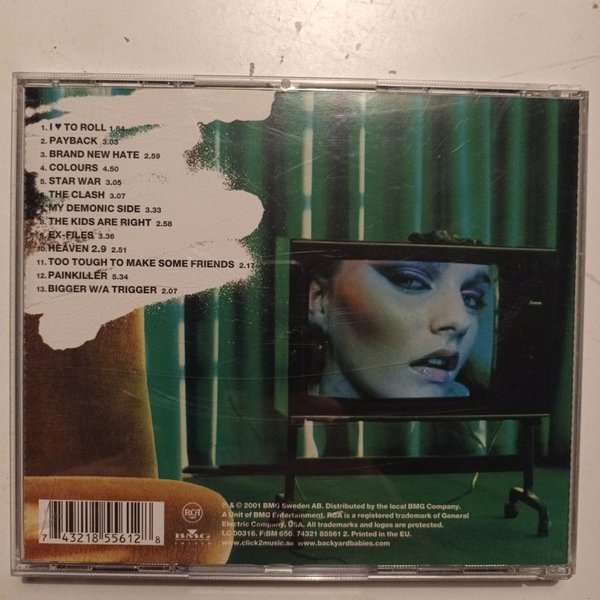 1. I ♥ TO ROLL 1.64
2. PAYBACK 3.03
3. BRAND NEW HATE 2.59
4. COLOURS 4.50
5. STAR WAR 3.05
6. THE CLASH 3.07
7. MY DEMONIC SIDE 3.33
8. THE KIDS ARE RIGHT 2.58
9. EX-FILES 3.36
10. HEAVEN 2.9 2.51
11. TOO TOUGH TO MAKE SOME FRIENDS 2.17
12. PAINKILLER 5.34
13. BIGGER W/A TRIGGER 2.07
7 43218 55612 8
RCA
BMG
℗ & © 2001 BMG Sweden AB. Distributed by the local BMG Company.
A Unit of BMG Entertainment. RCA is a registered trademark of General
Electric Company, USA. All trademarks and logos are protected.
LC 00316. F:BM 650. 74321 85561 2. Printed in the EU.
www.click2music.se www.backyardbabies.com